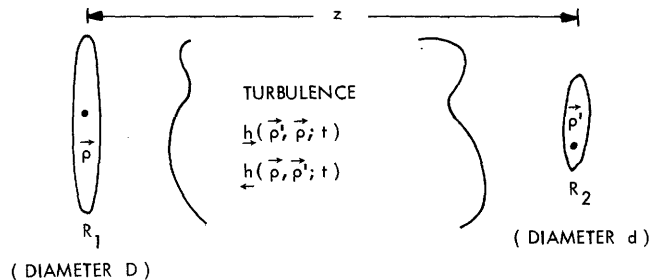 z
TURBULENCE
h→(ρ⃗', ρ⃗; t)
h←(ρ⃗, ρ⃗'; t)
ρ⃗
ρ⃗'
R₁
R₂
(DIAMETER D)
(DIAMETER d)